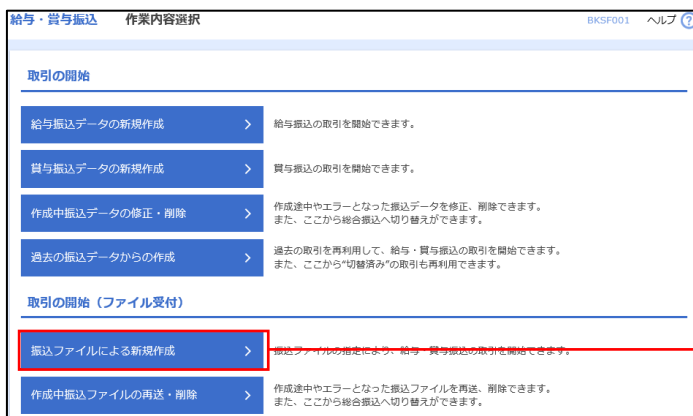 給与・賞与振込 作業内容選択 BKSF001 ヘルプ ?
取引の開始
給与振込データの新規作成 > 給与振込の取引を開始できます。
賞与振込データの新規作成 > 賞与振込の取引を開始できます。
作成中振込データの修正・削除 > 作成途中やエラーとなった振込データを修正、削除できます。
また、ここから総合振込へ切り替えができます。
過去の振込データからの作成 > 過去の取引を再利用して、給与・賞与振込の取引を開始できます。
また、ここから“切替済み”の取引も再利用できます。
取引の開始（ファイル受付）
振込ファイルによる新規作成 > 振込ファイルの指定により、給与・賞与振込の取引を開始できます。
作成中振込ファイルの再送・削除 > 作成途中やエラーとなった振込ファイルを再送、削除できます。
また、ここから総合振込へ切り替えができます。